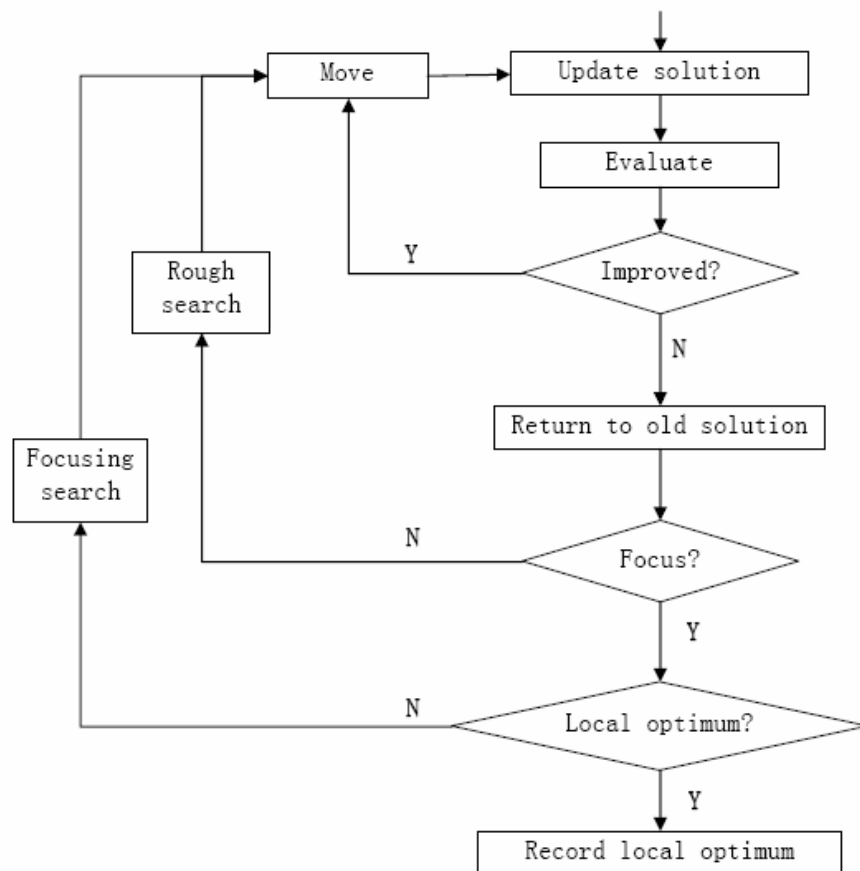 Move
Update solution
Evaluate
Y
Improved?
Rough
search
N
Return to old solution
Focusing
search
N
Focus?
Y
N
Local optimum?
Y
Record local optimum